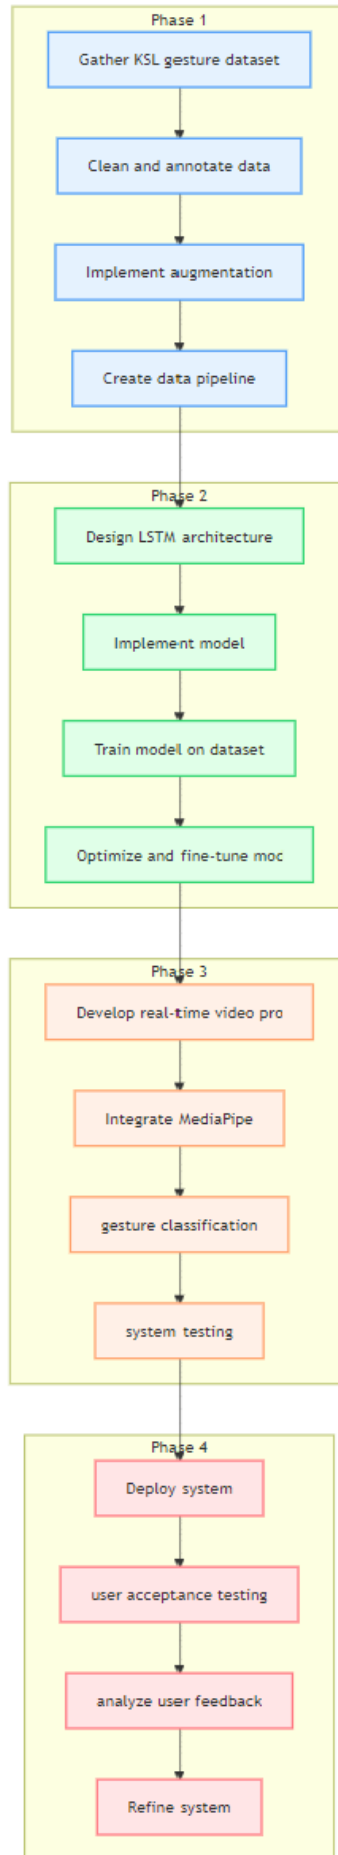 Phase 1
Gather KSL gesture dataset
Clean and annotate data
Implement augmentation
Create data pipeline
Phase 2
Design LSTM architecture
Implement model
Train model on dataset
Optimize and fine-tune moc
Phase 3
Develop real-time video pro
Integrate MediaPipe
gesture classification
system testing
Phase 4
Deploy system
user acceptance testing
analyze user feedback
Refine system